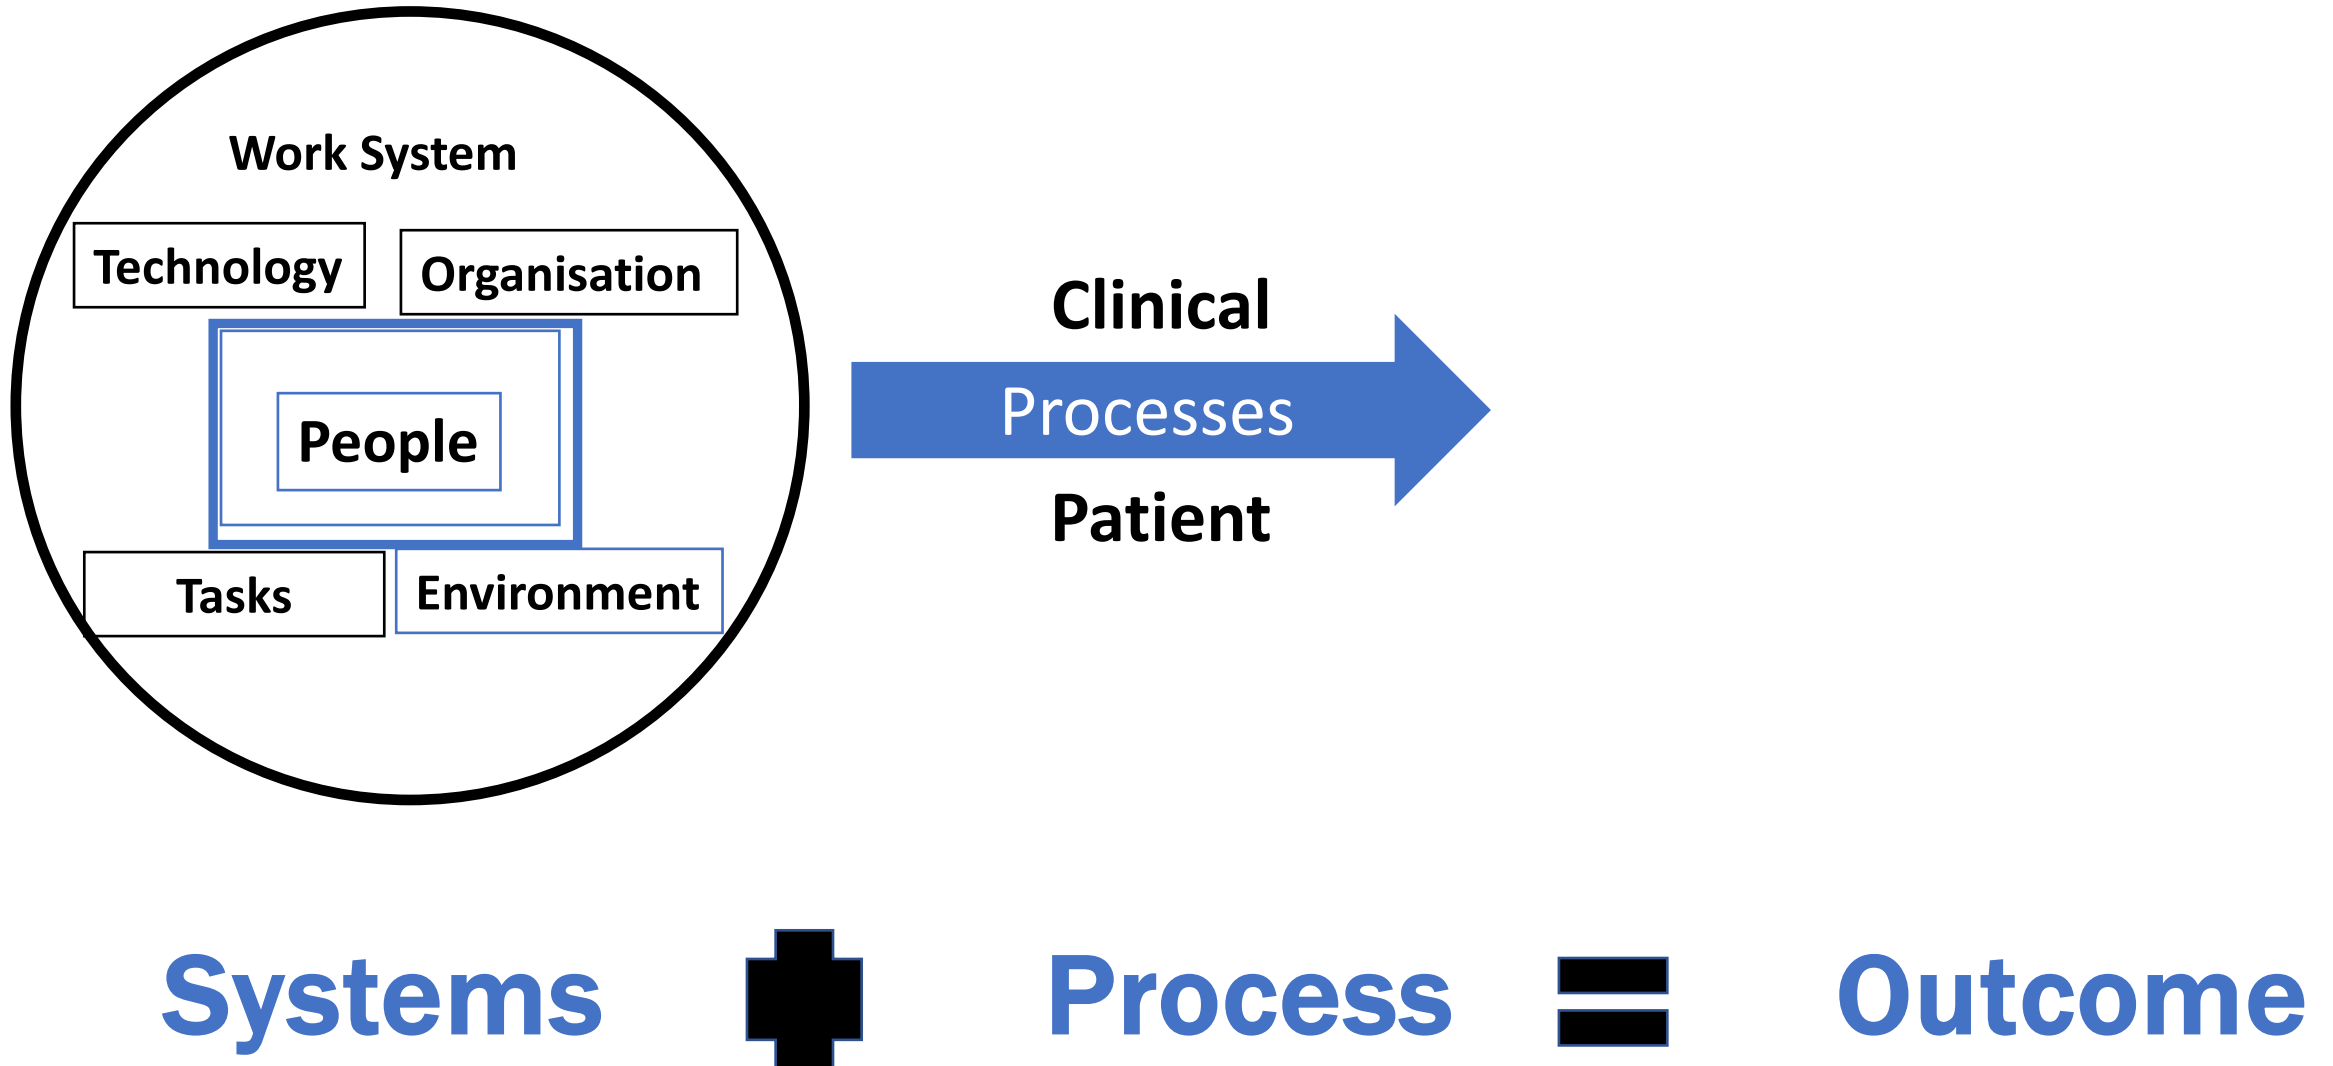 Work System
Technology
Organisation
People
Tasks
Environment
Clinical
Processes
Patient
Systems
Process
Outcome